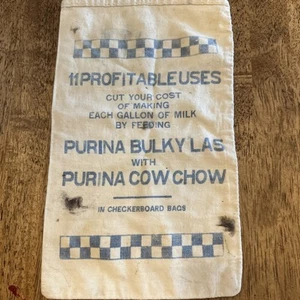 11 PROFITABLE USES
CUT YOUR COST
OF MAKING
EACH GALLON OF MILK
BY FEEDING
PURINA BULKY LAS
WITH
PURINA COW CHOW
IN CHECKERBOARD BAGS